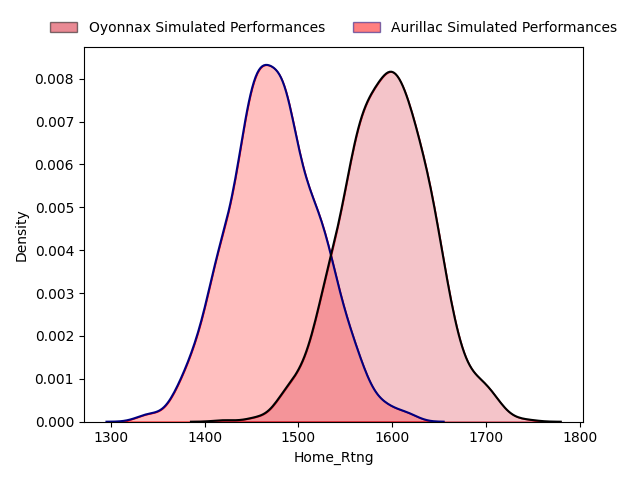 Oyonnax Simulated Performances Aurillac Simulated Performances
0.008
0.007
0.006
0.005
0.004
0.003
0.002
0.001
0.000
Density
1300 1400 1500 1600 1700 1800
Home_Rtng